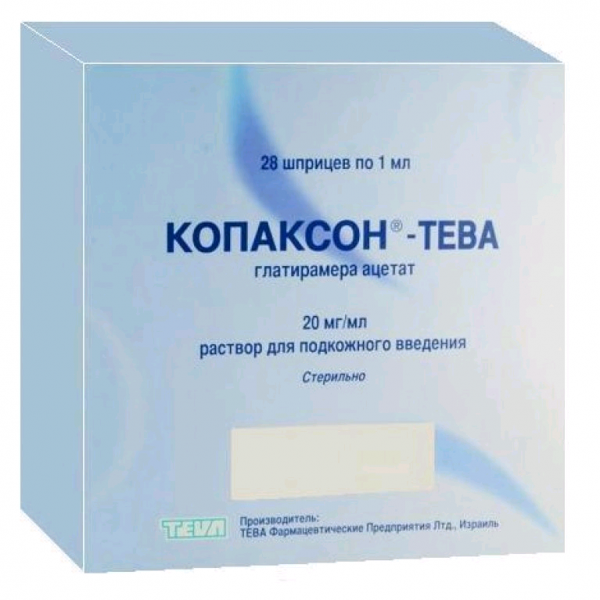 28 шприцев по 1 мл
КОПАКСОН®-ТЕВА
глатирамера ацетат
20 мг/мл
раствор для подкожного введения
Стерильно
TEVA
Производитель:
ТЕВА Фармацевтические Предприятия Лтд., Израиль